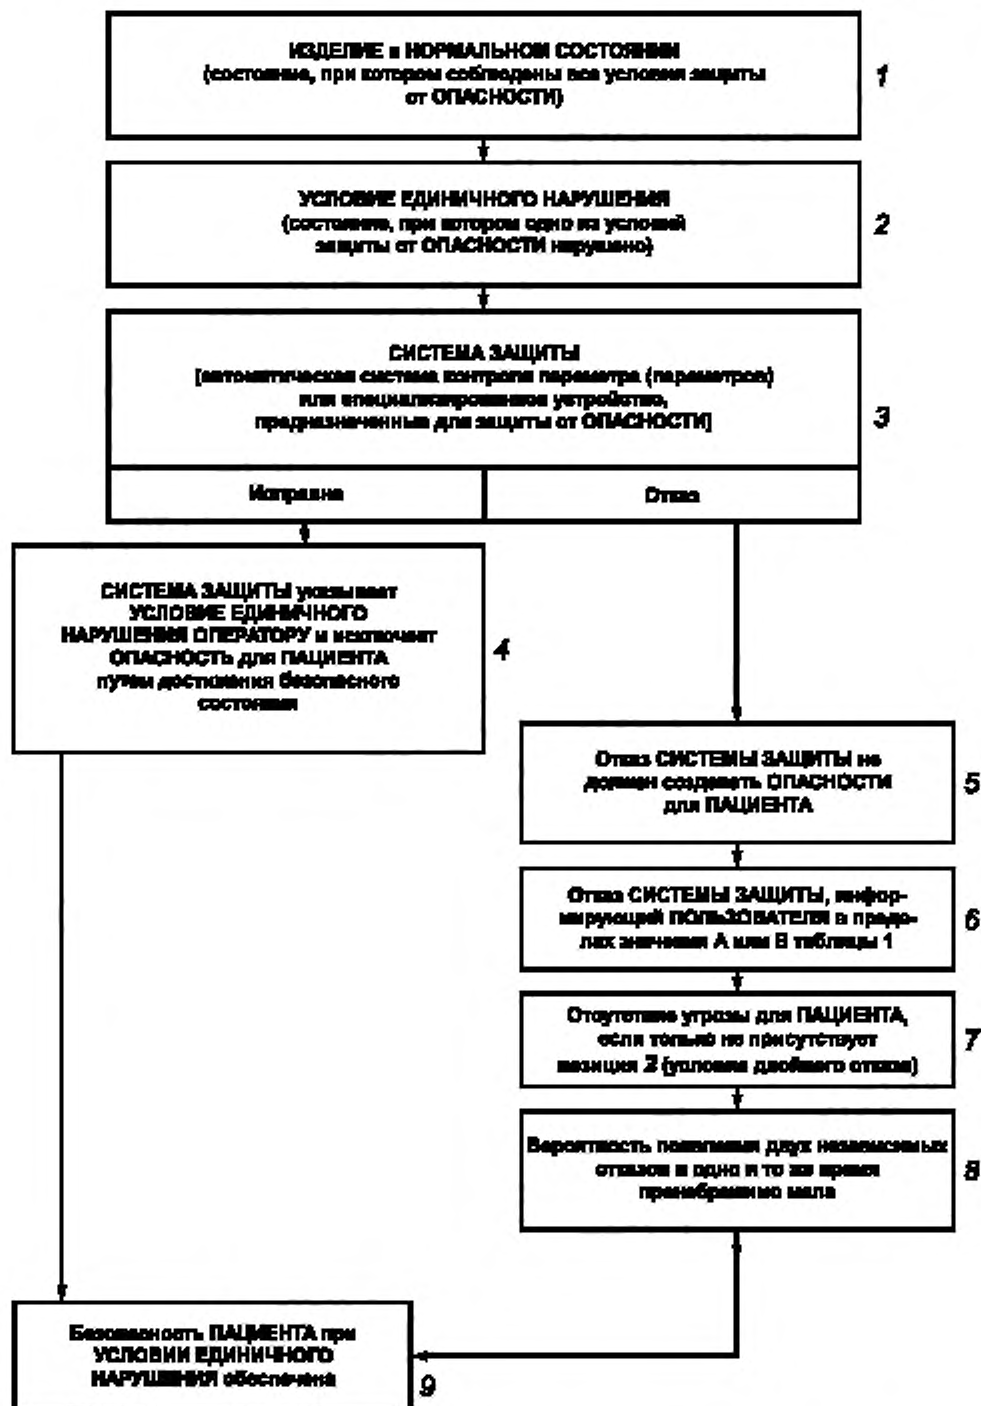 ИЗДЕЛИЕ в НОРМАЛЬНОМ СОСТОЯНИИ
(состояние, при котором соблюдены все условия защиты
от ОПАСНОСТИ)
1
УСЛОВИЕ ЕДИНИЧНОГО НАРУШЕНИЯ
(состояние, при котором одно из условий
защиты от ОПАСНОСТИ нарушено)
2
СИСТЕМА ЗАЩИТЫ
[автоматическая система контроля параметра (параметров)
или специализированное устройство,
предназначенные для защиты от ОПАСНОСТИ]
3
Исправна
Отказ
СИСТЕМА ЗАЩИТЫ указывает
УСЛОВИЕ ЕДИНИЧНОГО
НАРУШЕНИЯ ОПЕРАТОРУ и исключает
ОПАСНОСТЬ для ПАЦИЕНТА
путем достижения безопасного
состояния
4
Отказ СИСТЕМЫ ЗАЩИТЫ не
должен создавать ОПАСНОСТИ
для ПАЦИЕНТА
5
Отказ СИСТЕМЫ ЗАЩИТЫ, инфор-
мирующий ПОЛЬЗОВАТЕЛЯ в преде-
лах значения А или В таблицы 1
6
Отсутствие угрозы для ПАЦИЕНТА,
если только не присутствует
позиция 2 (условия двойного отказа)
7
Вероятность появления двух независимых
отказов в одно и то же время
пренебрежимо мала
8
Безопасность ПАЦИЕНТА при
УСЛОВИИ ЕДИНИЧНОГО
НАРУШЕНИЯ обеспечена
9